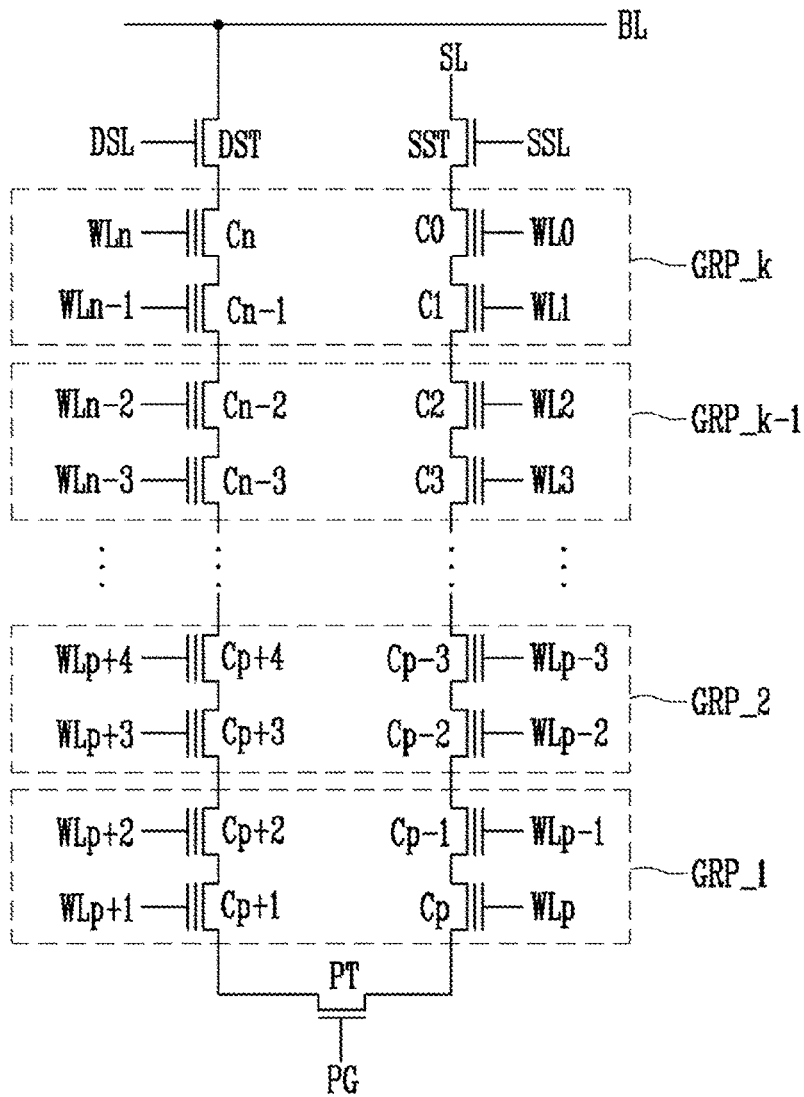 BL
SL
DSL DST SST SSL
WLn Cn C0 WL0
GRP_k
WLn-1 Cn-1 C1 WL1
WLn-2 Cn-2 C2 WL2
GRP_k-1
WLn-3 Cn-3 C3 WL3
WLp+4 Cp+4 Cp-3 WLp-3
GRP_2
WLp+3 Cp+3 Cp-2 WLp-2
WLp+2 Cp+2 Cp-1 WLp-1
GRP_1
WLp+1 Cp+1 Cp WLp
PT
PG